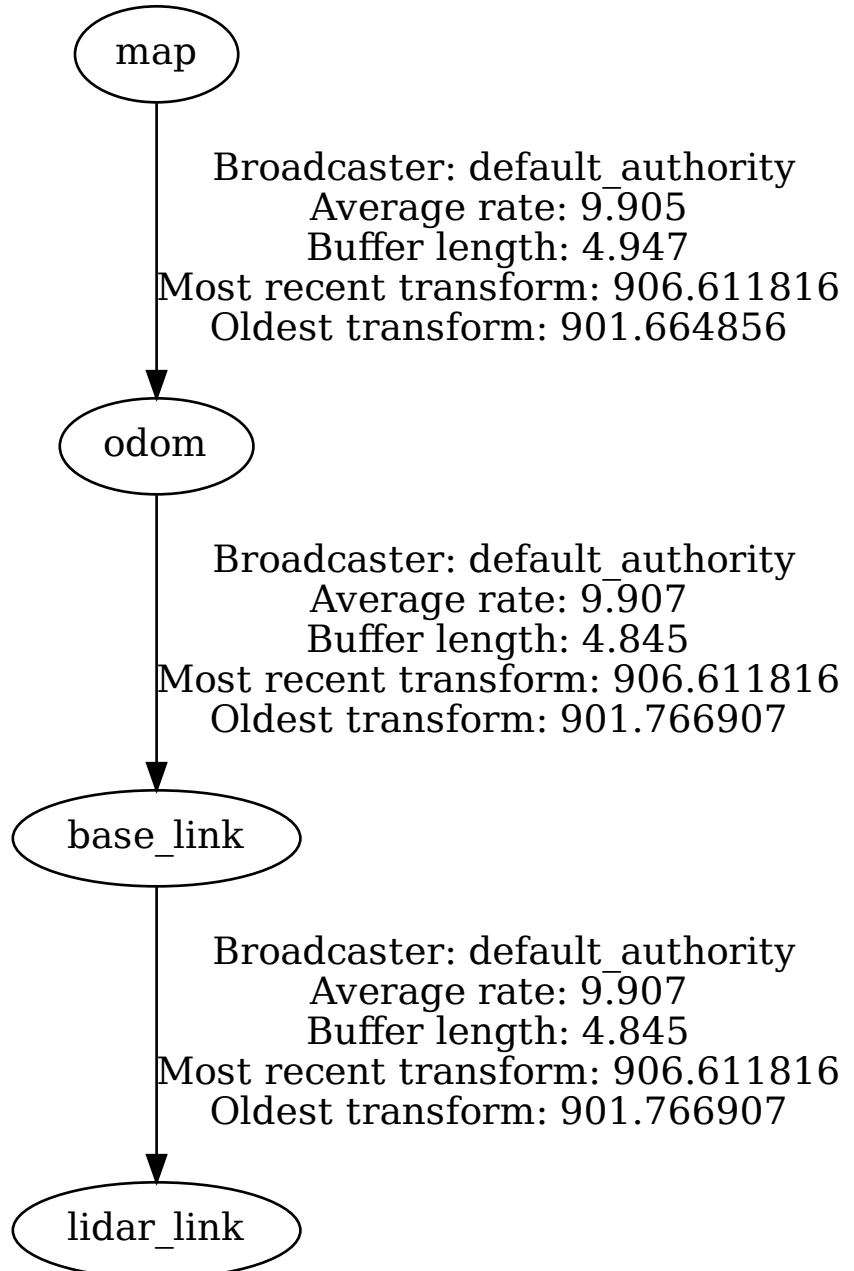 map
Broadcaster: default_authority
Average rate: 9.905
Buffer length: 4.947
Most recent transform: 906.611816
Oldest transform: 901.664856
odom
Broadcaster: default_authority
Average rate: 9.907
Buffer length: 4.845
Most recent transform: 906.611816
Oldest transform: 901.766907
base_link
Broadcaster: default_authority
Average rate: 9.907
Buffer length: 4.845
Most recent transform: 906.611816
Oldest transform: 901.766907
lidar_link